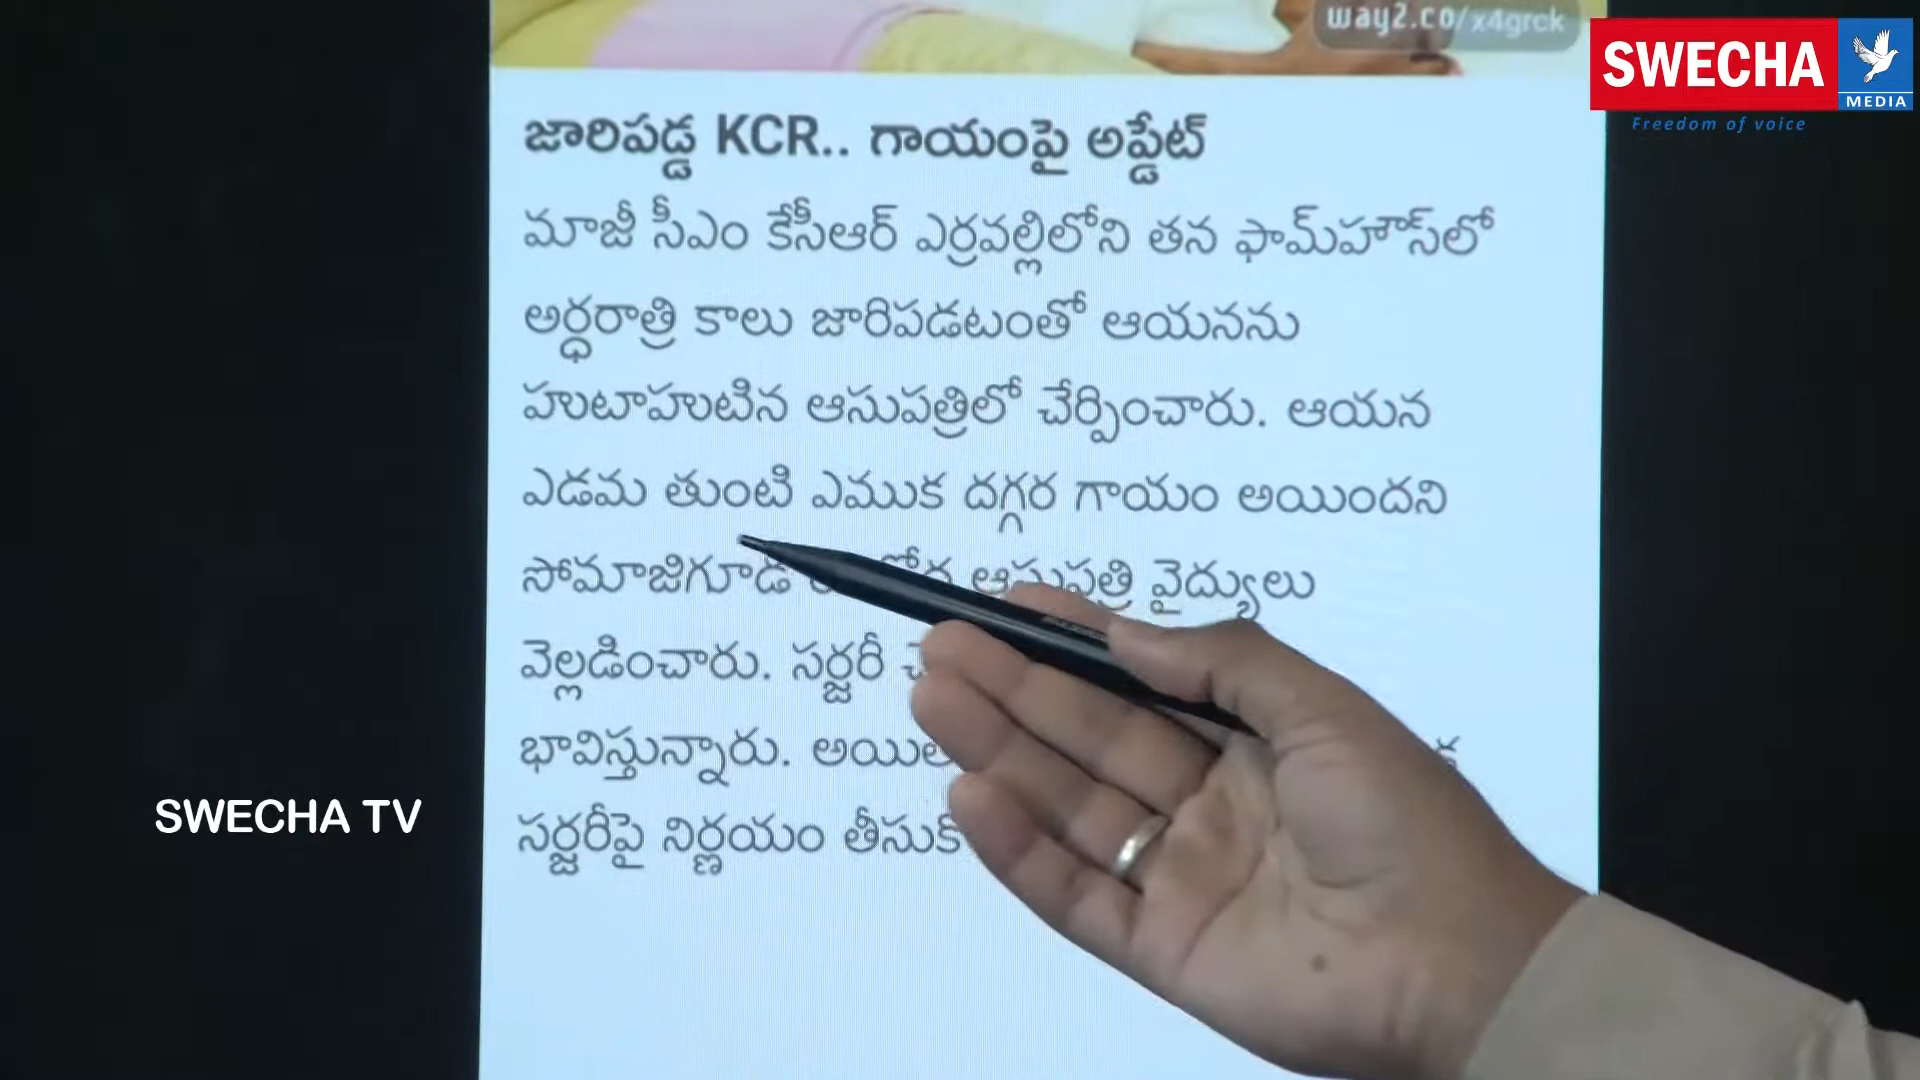 way2.co/x4grck
SWECHA
MEDIA
Freedom of voice
జారిపడ్డ KCR.. గాయంపై అప్డేట్
మాజీ సీఎం కేసీఆర్ ఎర్రవల్లిలోని తన ఫామ్‌హౌస్‌లో
అర్ధరాత్రి కాలు జారిపడటంతో ఆయనను
హుటాహుటిన ఆసుపత్రిలో చేర్పించారు. ఆయన
ఎడమ తుంటి ఎముక దగ్గర గాయం అయిందని
సోమాజిగూడ ఆసుపత్రి వైద్యులు
వెల్లడించారు. సర్జరీ
భావిస్తున్నారు.
సర్జరీపై నిర్ణయం
SWECHA TV